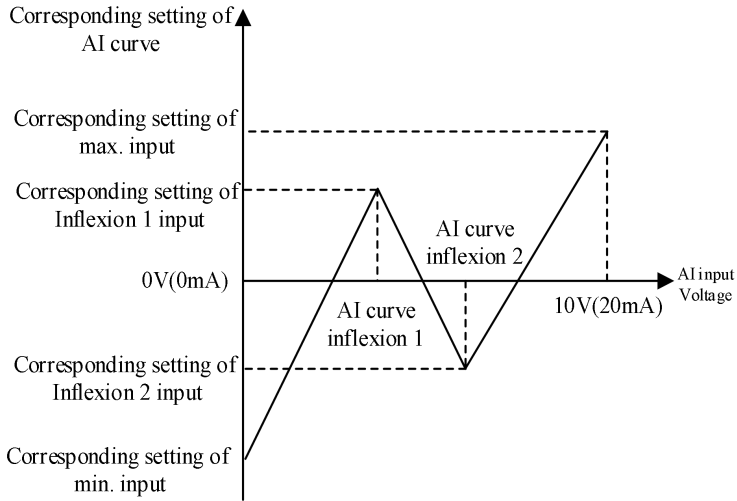 Corresponding setting of
AI curve
Corresponding setting of
max. input
Corresponding setting of
Inflexion 1 input
AI curve
inflexion 2
0V(0mA)
AI input
Voltage
10V(20mA)
AI curve
inflexion 1
Corresponding setting of
Inflexion 2 input
Corresponding setting of
min. input